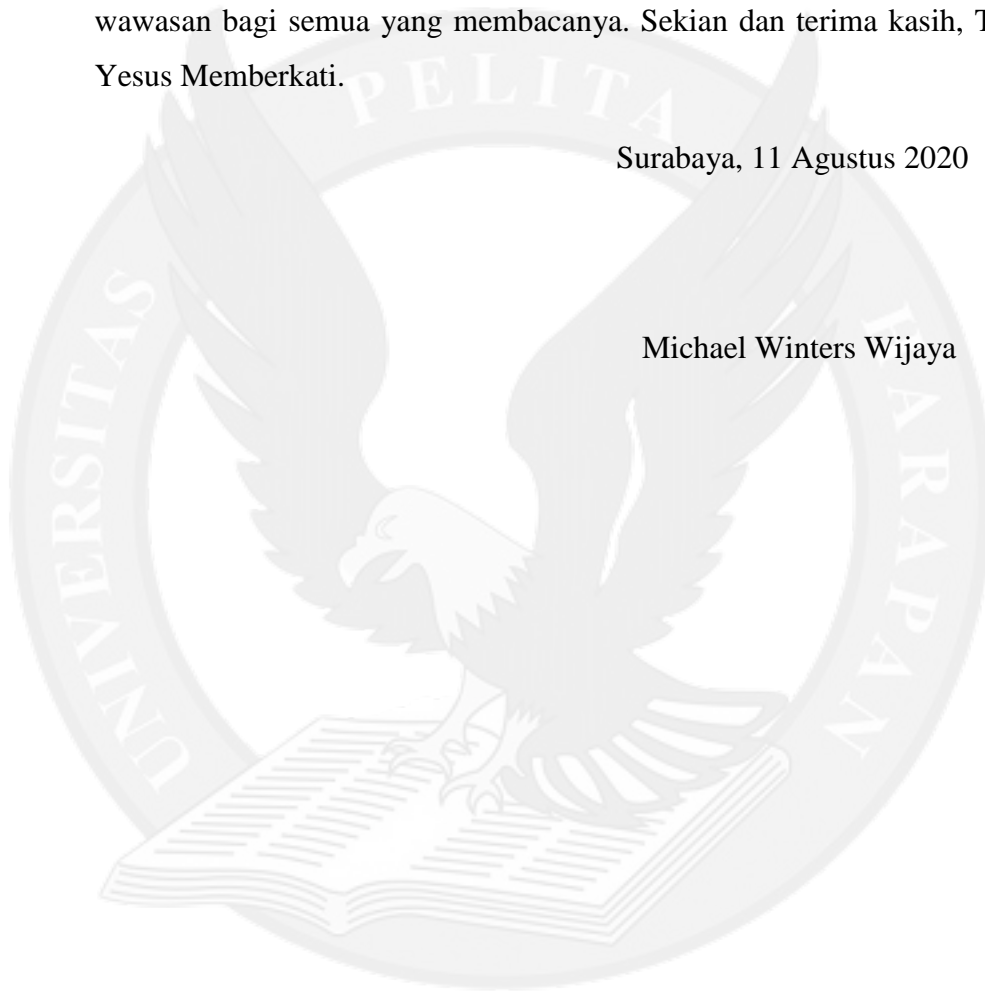 wawasan bagi semua yang membacanya. Sekian dan terima kasih, T
Yesus Memberkati.
Surabaya, 11 Agustus 2020
Michael Winters Wijaya
UNIVERSITAS PELITA HARAPAN